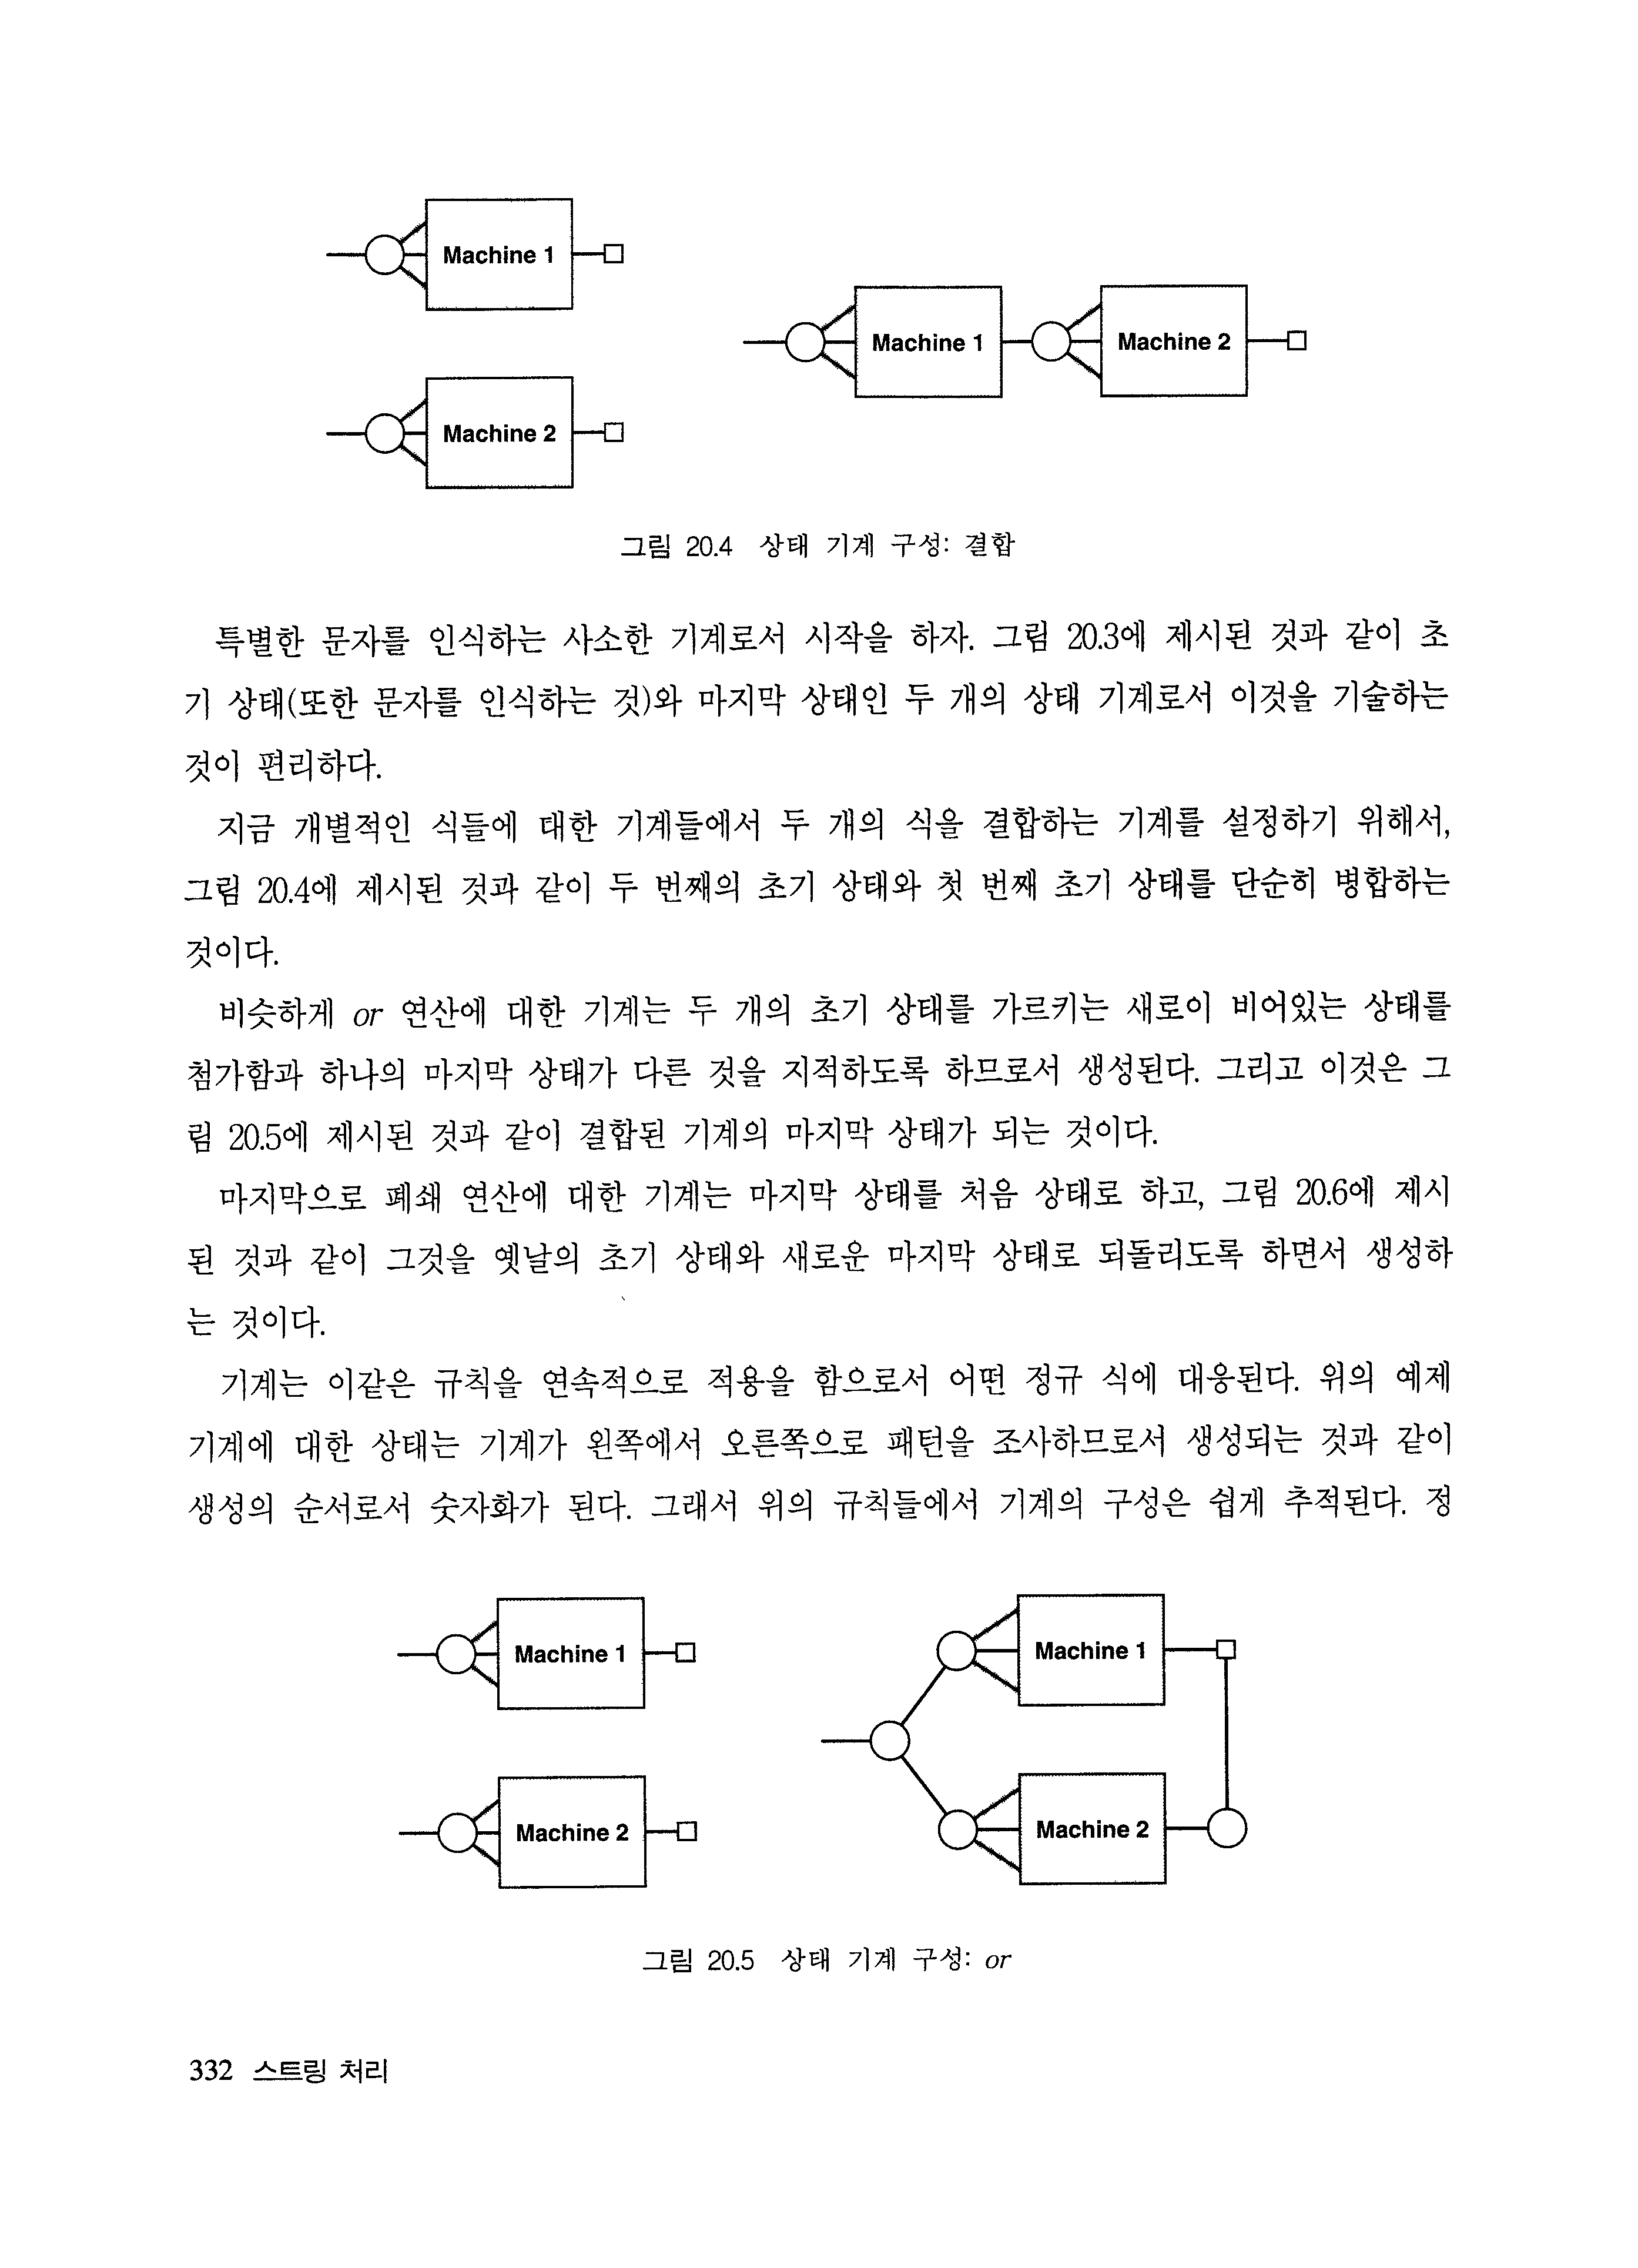 Machine 1
Machine 2
Machine 1
Machine 2
그림 20.4 상태 기계 구성: 결합
특별한 문자를 인식하는 사소한 기계로서 시작을 하자. 그림 20.3에 제시된 것과 같이 초
기 상태(또한 문자를 인식하는 것)와 마지막 상태인 두 개의 상태 기계로서 이것을 기술하는
것이 편리하다.
지금 개별적인 식들에 대한 기계들에서 두 개의 식을 결합하는 기계를 설정하기 위해서,
그림 20.4에 제시된 것과 같이 두 번째의 초기 상태와 첫 번째 초기 상태를 단순히 병합하는
것이다.
비슷하게 or 연산에 대한 기계는 두 개의 초기 상태를 가르키는 새로이 비어있는 상태를
첨가함과 하나의 마지막 상태가 다른 것을 지적하도록 하므로서 생성된다. 그리고 이것은 그
림 20.5에 제시된 것과 같이 결합된 기계의 마지막 상태가 되는 것이다.
마지막으로 폐쇄 연산에 대한 기계는 마지막 상태를 처음 상태로 하고, 그림 20.6에 제시
된 것과 같이 그것을 옛날의 초기 상태와 새로운 마지막 상태로 되돌리도록 하면서 생성하
는 것이다.
기계는 이같은 규칙을 연속적으로 적용을 함으로서 어떤 정규 식에 대응된다. 위의 예제
기계에 대한 상태는 기계가 왼쪽에서 오른쪽으로 패턴을 조사하므로서 생성되는 것과 같이
생성의 순서로서 숫자화가 된다. 그래서 위의 규칙들에서 기계의 구성은 쉽게 추적된다. 정
Machine 1
Machine 2
Machine 1
Machine 2
그림 20.5 상태 기계 구성: or
332 스트링 처리